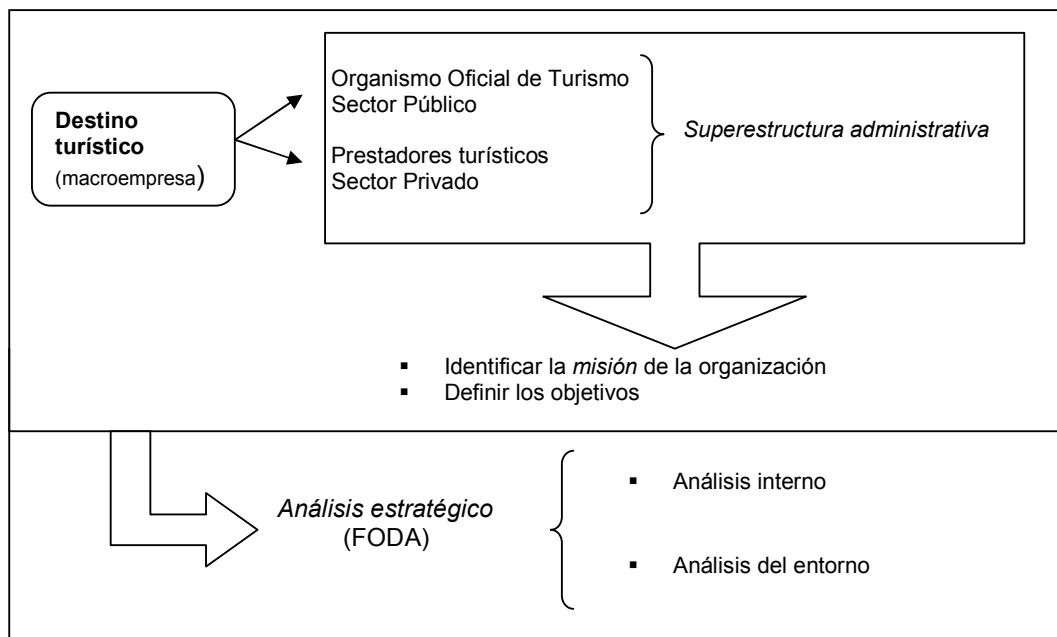 Destino
turístico
(macroempresa)
Organismo Oficial de Turismo
Sector Público
Prestadores turísticos
Sector Privado
Superestructura administrativa
▪ Identificar la misión de la organización
▪ Definir los objetivos
Análisis estratégico
(FODA)
▪ Análisis interno
▪ Análisis del entorno